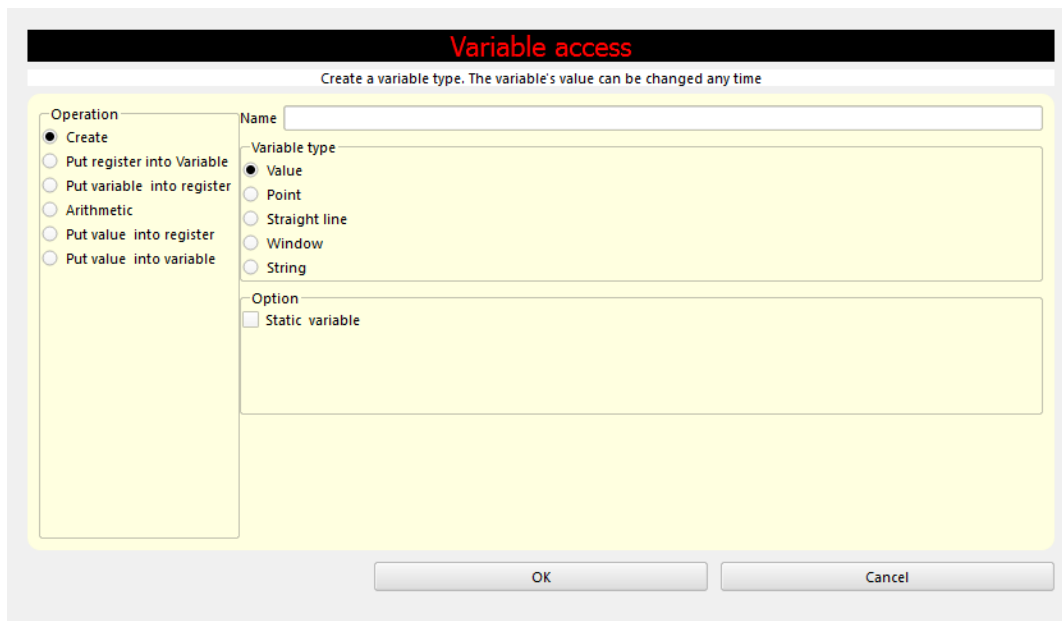 Variable access
Create a variable type. The variable's value can be changed any time
Operation
Create
Put register into Variable
Put variable into register
Arithmetic
Put value into register
Put value into variable
Name
Variable type
Value
Point
Straight line
Window
String
Option
Static variable
OK
Cancel